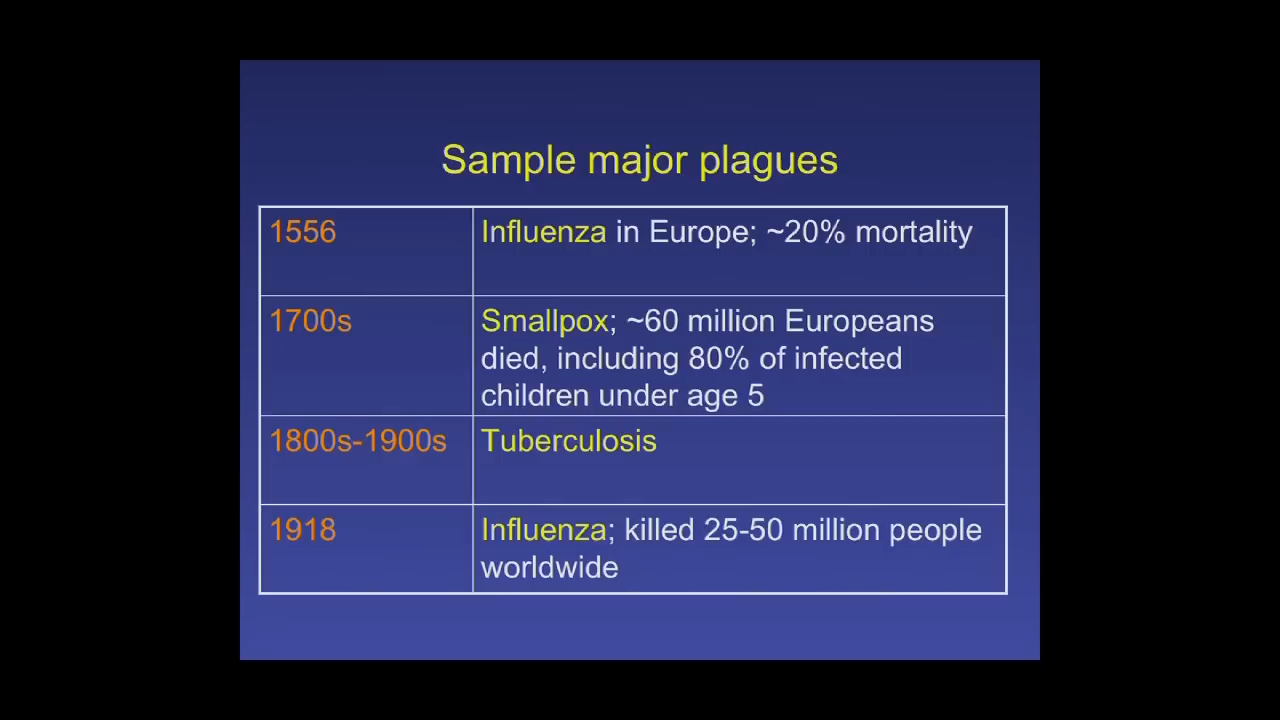 Sample major plagues
1556
Influenza in Europe; ~20% mortality
1700s
Smallpox; ~60 million Europeans
died, including 80% of infected
children under age 5
1800s-1900s
Tuberculosis
1918
Influenza; killed 25-50 million people
worldwide